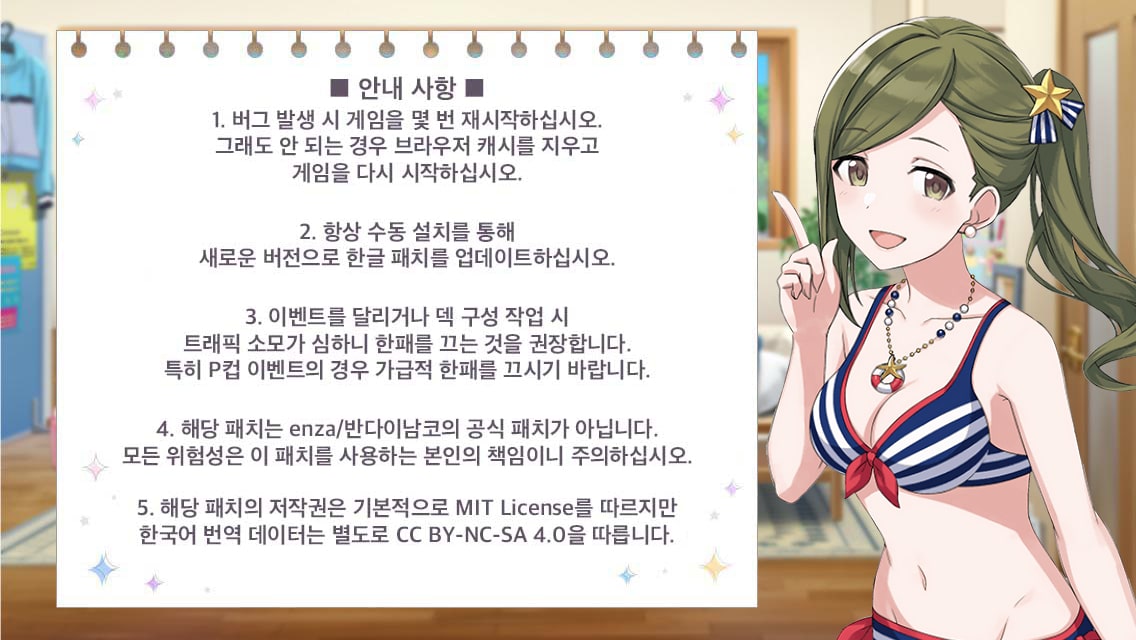 ■ 안내 사항 ■
1. 버그 발생 시 게임을 몇 번 재시작하십시오.
그래도 안 되는 경우 브라우저 캐시를 지우고
게임을 다시 시작하십시오.
2. 항상 수동 설치를 통해
새로운 버전으로 한글 패치를 업데이트하십시오.
3. 이벤트를 달리거나 덱 구성 작업 시
트래픽 소모가 심하니 한패를 끄는 것을 권장합니다.
특히 P컵 이벤트의 경우 가급적 한패를 끄시기 바랍니다.
4. 해당 패치는 enza/반다이남코의 공식 패치가 아닙니다.
모든 위험성은 이 패치를 사용하는 본인의 책임이니 주의하십시오.
5. 해당 패치의 저작권은 기본적으로 MIT License를 따르지만
한국어 번역 데이터는 별도로 CC BY-NC-SA 4.0을 따릅니다.